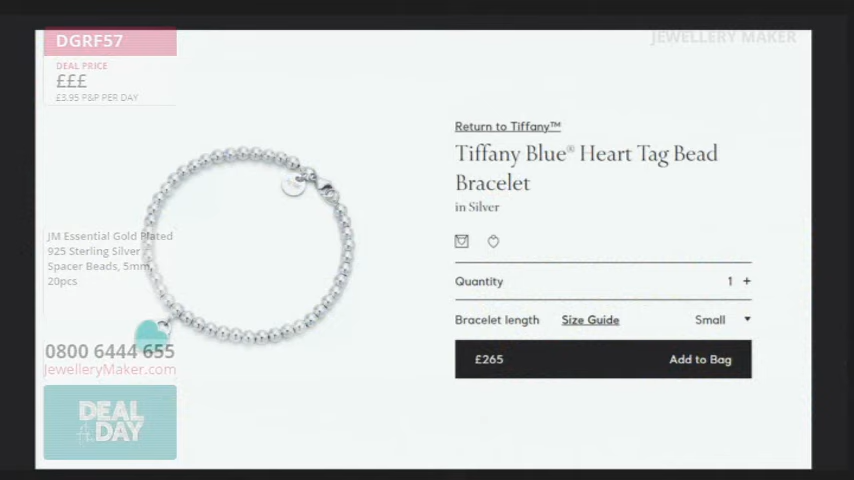 DGRF57
DEAL PRICE
£££
£3.95 P&P PER DAY
JM Essential Gold Plated
925 Sterling Silver
Spacer Beads, 5mm,
20pcs
0800 6444 655
JewelleryMaker.com
DEAL
of the
DAY
JEWELLERY MAKER
Return to Tiffany™
Tiffany Blue® Heart Tag Bead
Bracelet
in Silver
Quantity 1 +
Bracelet length Size Guide Small
£265 Add to Bag